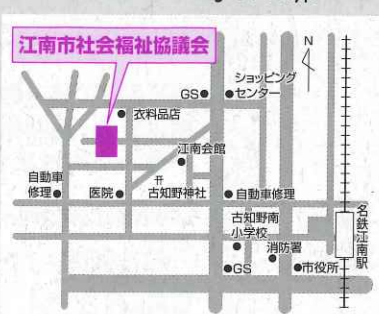 江南市社会福祉協議会
N
ショッピング
センター
GS
衣料品店
江南会館
自動車
修理
医院
古知野神社
自動車修理
古知野南
小学校
消防署
GS
市役所
名鉄江南駅